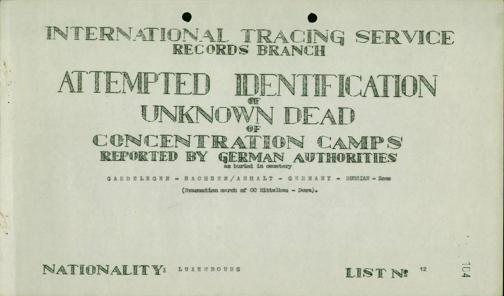 INTERNATIONAL TRACING SERVICE
RECORDS BRANCH
ATTEMPTED IDENTIFICATION
OF
UNKNOWN DEAD
OF
CONCENTRATION CAMPS
REPORTED BY GERMAN AUTHORITIES
as buried in cemetery
GARDELEGEN - SACHSEN/ANHALT - GERMANY - RUSSIAN - Zone
(Evacuation march of CC Mittelbau - Dora).
NATIONALITY: LUXEMBOURG
LIST Nº 12
104